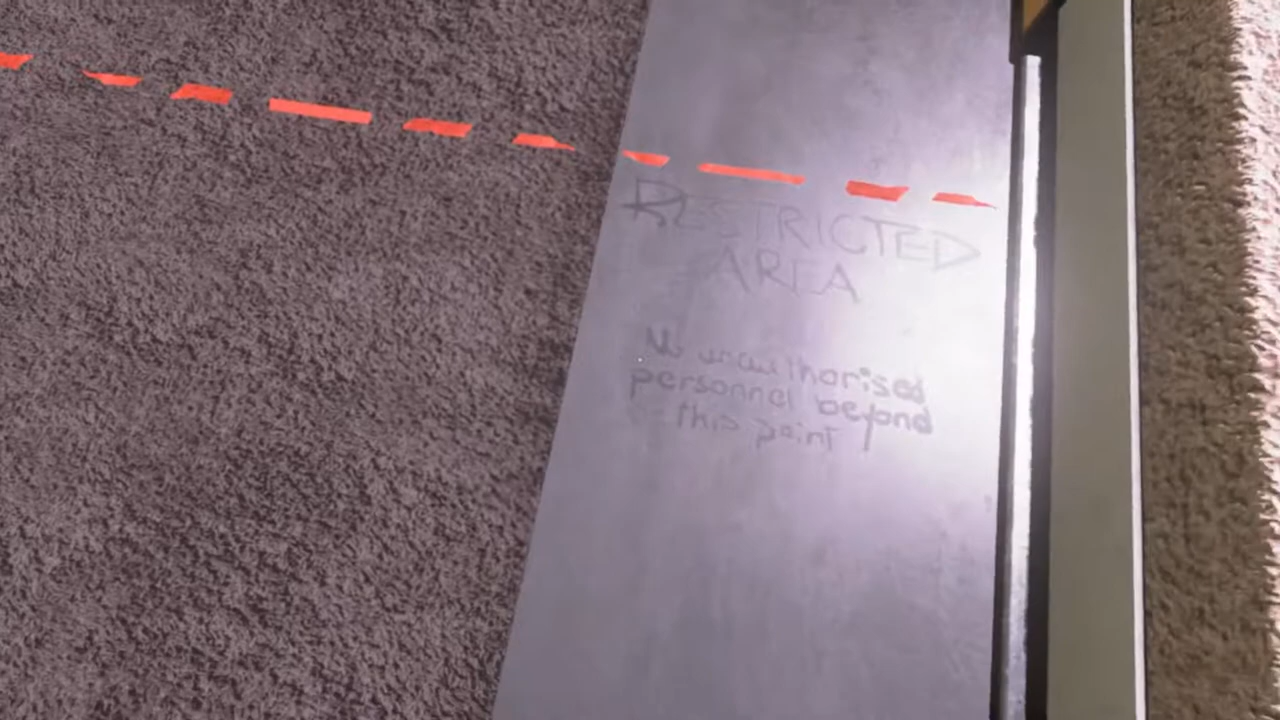 RESTRICTED
AREA
No unauthorised
personnel beyond
this point